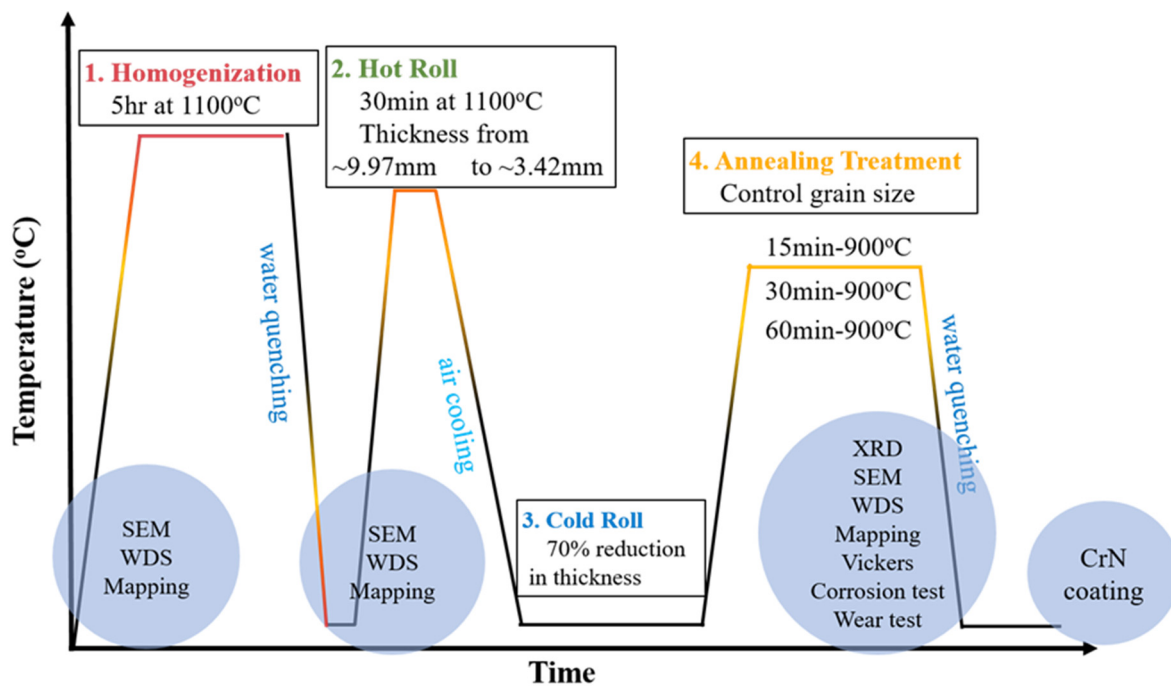 1. Homogenization
5hr at 1100°C
2. Hot Roll
30min at 1100°C
Thickness from
~9.97mm to ~3.42mm
4. Annealing Treatment
Control grain size
15min-900°C
30min-900°C
60min-900°C
Temperature (°C)
water quenching
air cooling
water quenching
SEM
WDS
Mapping
SEM
WDS
Mapping
3. Cold Roll
70% reduction
in thickness
XRD
SEM
WDS
Mapping
Vickers
Corrosion test
Wear test
CrN
coating
Time